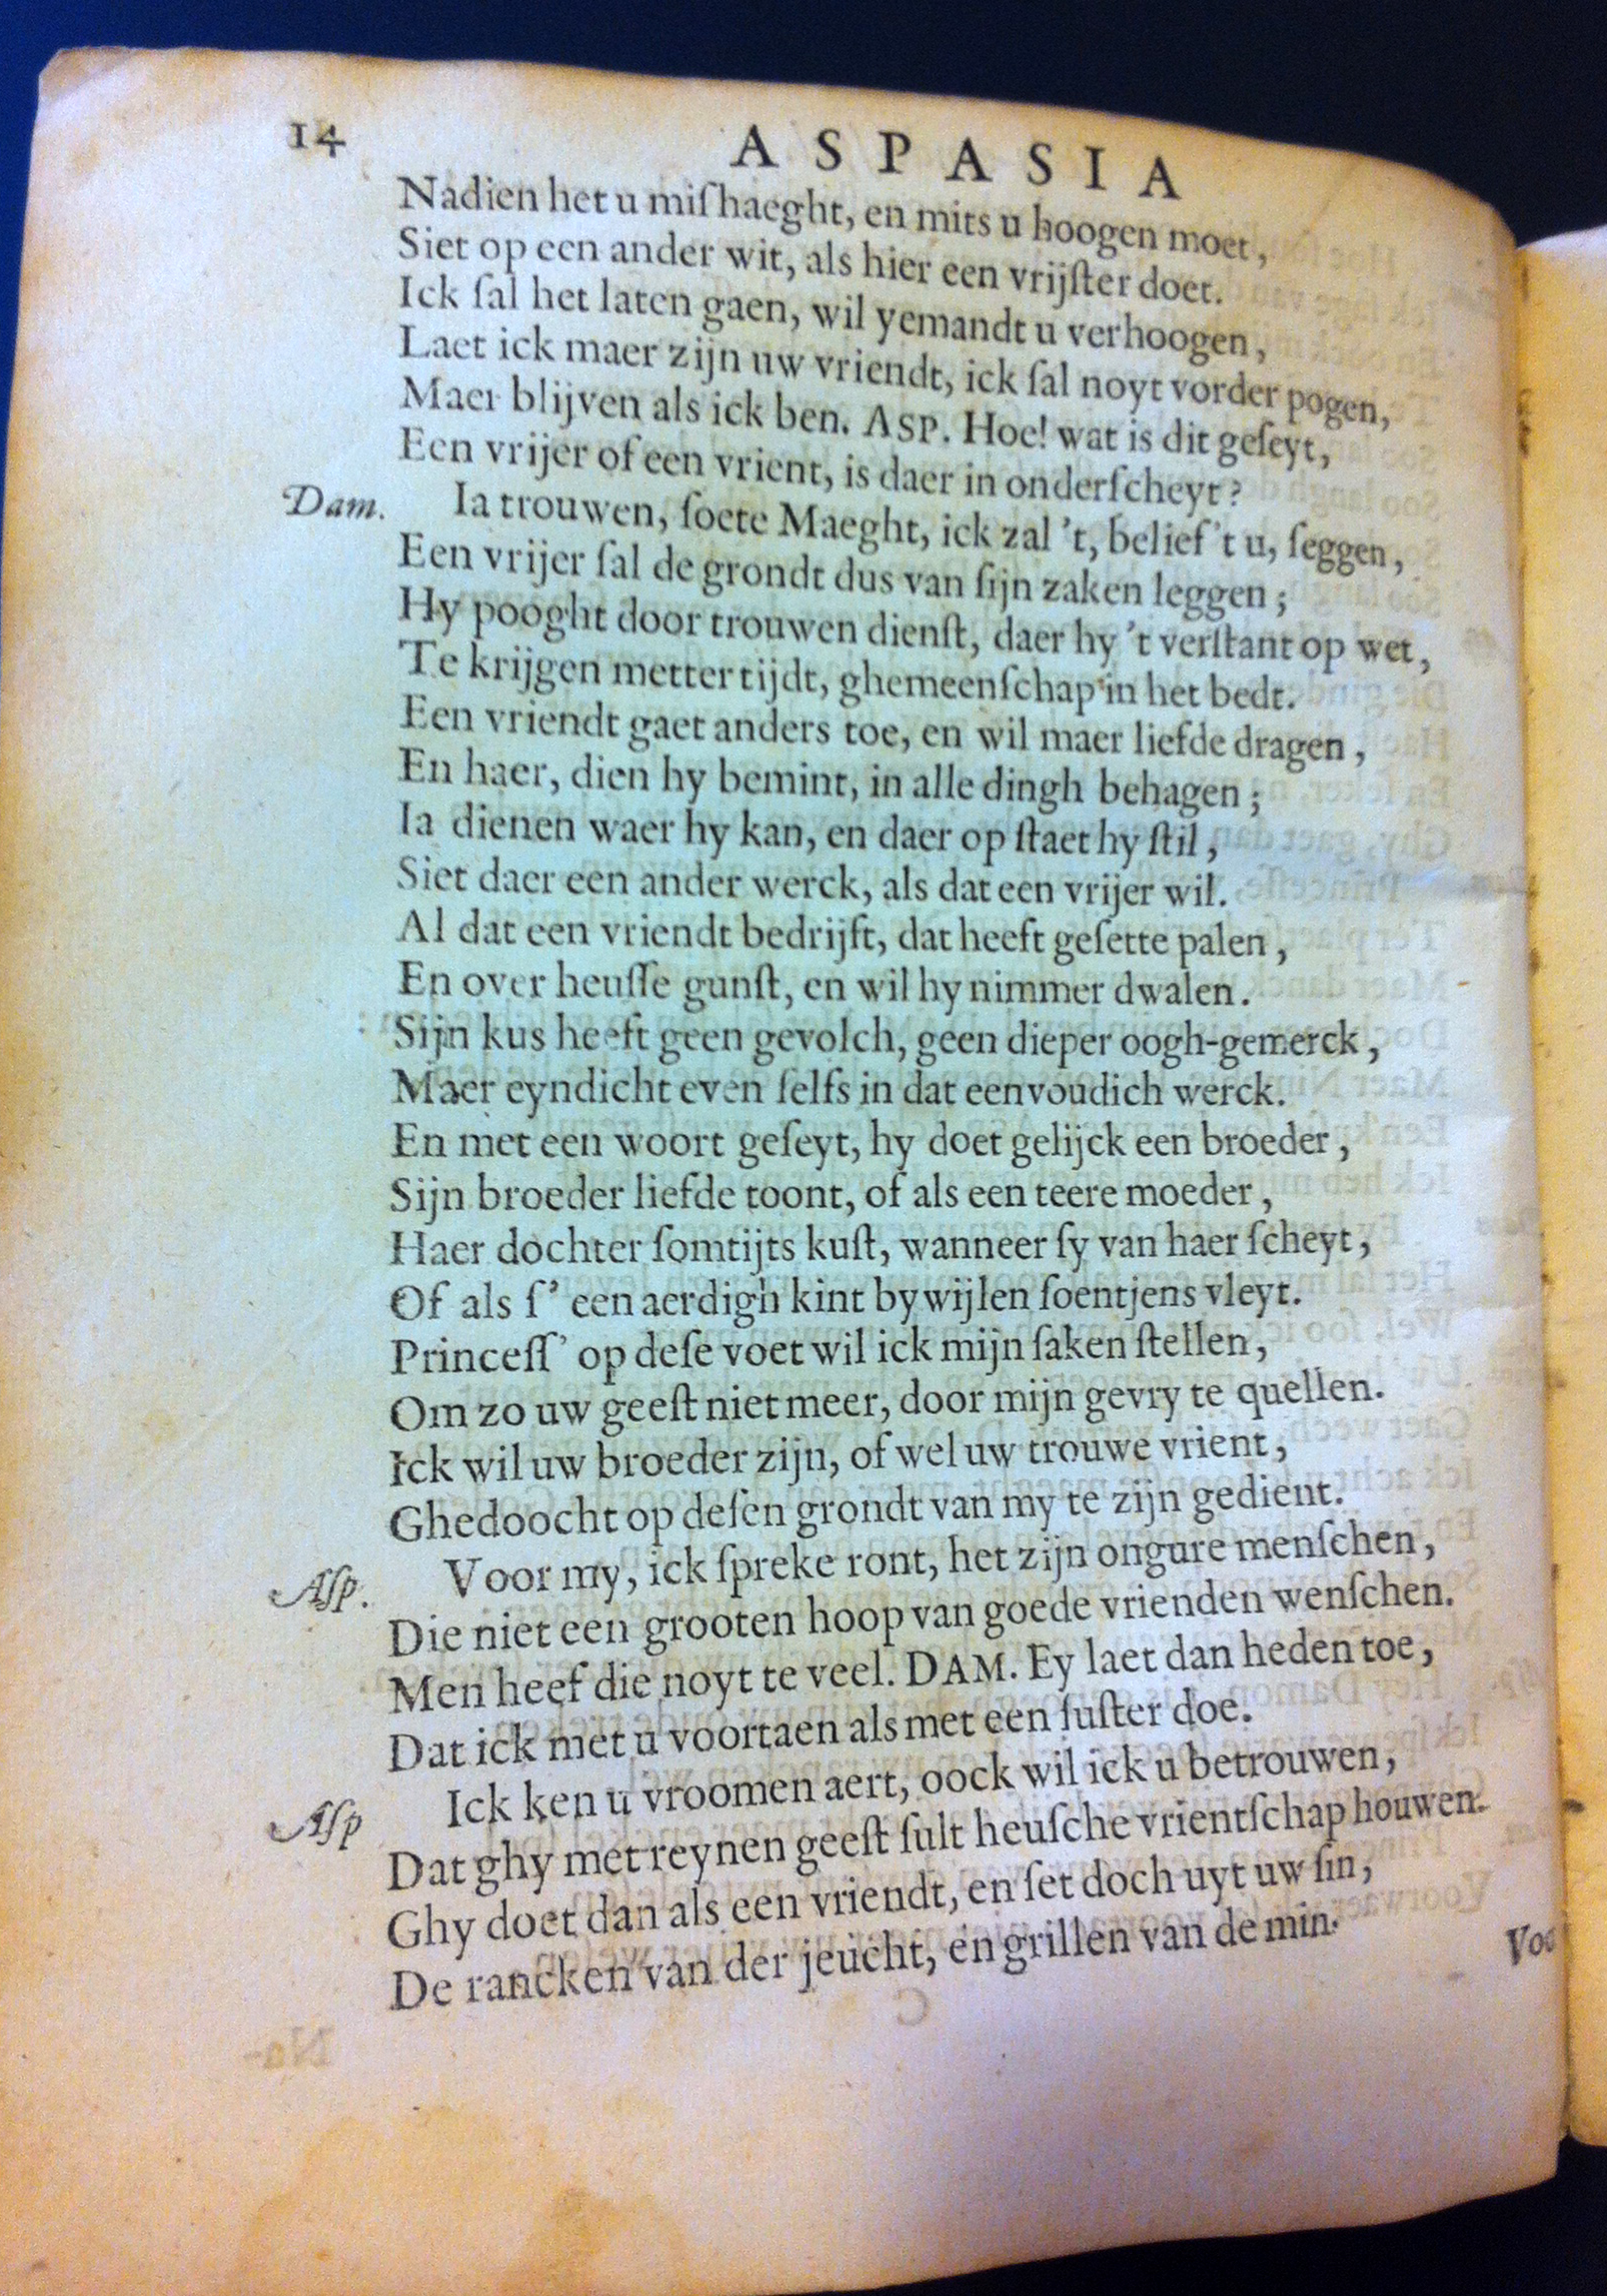 14 ASPASIA
Nadien het u miſhaeght, en mits u hoogen moet,
Siet op een ander wit, als hier een vrijſter doet.
Ick ſal het laten gaen, wil yemandt u verhoogen,
Laet ick maer zijn uw vriendt, ick ſal noyt vorder pogen,
Maer blijven als ick ben. ASP. Hoe! wat is dit geſeyt,
Een vrijer of een vrient, is daer in onderſcheyt?
Dam. Ia trouwen, ſoete Maeght, ick zal 't, belief 't u, ſeggen,
Een vrijer ſal de grondt dus van ſijn zaken leggen;
Hy pooght door trouwen dienſt, daer hy 't verſtant op wet,
Te krijgen metter tijdt, ghemeenſchap in het bedt.
Een vriendt gaet anders toe, en wil maer liefde dragen,
En haer, dien hy bemint, in alle dingh behagen;
Ia dienen waer hy kan, en daer op ſtaet hy ſtil,
Siet daer een ander werck, als dat een vrijer wil.
Al dat een vriendt bedrijft, dat heeft geſette palen,
En over heuſſe gunſt, en wil hy nimmer dwalen.
Sijn kus heeft geen gevolch, geen dieper oogh-gemerck,
Maer eyndicht even ſelfs in dat eenvoudich werck.
En met een woort geſeyt, hy doet gelijck een broeder,
Sijn broeder liefde toont, of als een teere moeder,
Haer dochter ſomtijts kuſt, wanneer ſy van haer ſcheyt,
Of als ſ' een aerdigh kint by wijlen ſoentjens vleyt.
Princeſſ' op deſe voet wil ick mijn ſaken ſtellen,
Om zo uw geeſt niet meer, door mijn gevry te quellen.
Ick wil uw broeder zijn, of wel uw trouwe vrient,
Ghedoocht op deſen grondt van my te zijn gedient.
Aſp. Voor my, ick ſpreke ront, het zijn ongure menſchen,
Die niet een grooten hoop van goede vrienden wenſchen.
Men heef die noyt te veel. DAM. Ey laet dan heden toe,
Dat ick met u voortaen als met een ſuſter doe.
Aſp Ick ken u vroomen aert, oock wil ick u betrouwen,
Dat ghy met reynen geeſt ſult heuſche vrientſchap houwen.
Ghy doet dan als een vriendt, en ſet doch uyt uw ſin,
De rancken van der jeucht, en grillen van de min.
Voo